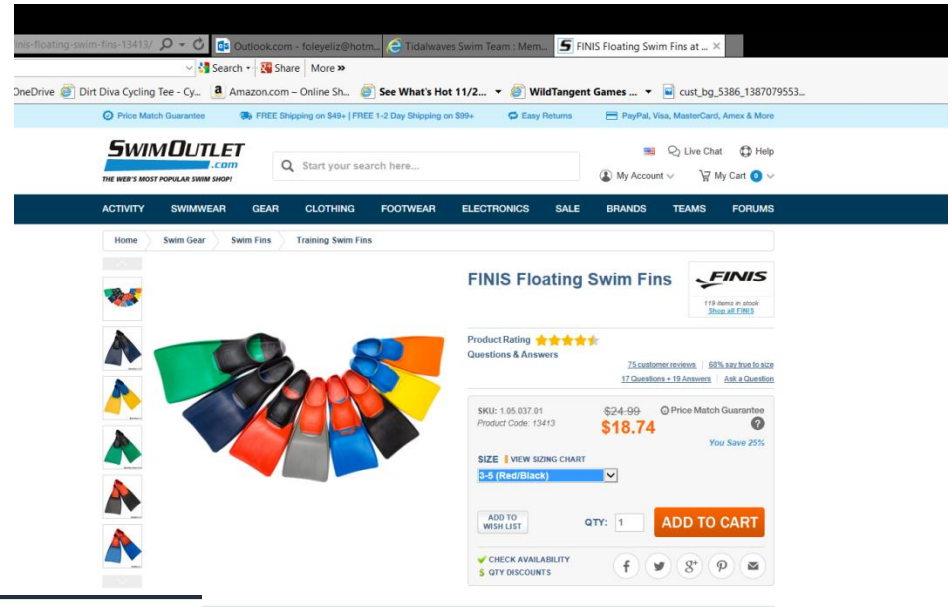 inis-floating-swim-fins-13413/
Outlook.com - foleyeliz@hotm...
Tidalwaves Swim Team : Mem...
FINIS Floating Swim Fins at ...
Search
Share
More »
OneDrive
Dirt Diva Cycling Tee - Cy...
Amazon.com – Online Sh...
See What's Hot 11/2...
WildTangent Games ...
cust_bg_5386_1387079553...
Price Match Guarantee
FREE Shipping on $49+ | FREE 1-2 Day Shipping on $99+
Easy Returns
PayPal, Visa, MasterCard, Amex & More
SWIMOUTLET
.com
THE WEB'S MOST POPULAR SWIM SHOP!
Start your search here...
Live Chat
Help
My Account
My Cart 0
ACTIVITY SWIMWEAR GEAR CLOTHING FOOTWEAR ELECTRONICS SALE BRANDS TEAMS FORUMS
Home Swim Gear Swim Fins Training Swim Fins
FINIS Floating Swim Fins
FINIS
119 items in stock
Shop all FINIS
Product Rating
Questions & Answers
75 customer reviews | 68% say true to size
17 Questions + 19 Answers | Ask a Question
SKU: 1.05.037.01
Product Code: 13413
$24.99
$18.74
Price Match Guarantee
?
You Save 25%
SIZE VIEW SIZING CHART
3-5 (Red/Black)
ADD TO
WISH LIST
QTY: 1
ADD TO CART
CHECK AVAILABILITY
$ QTY DISCOUNTS